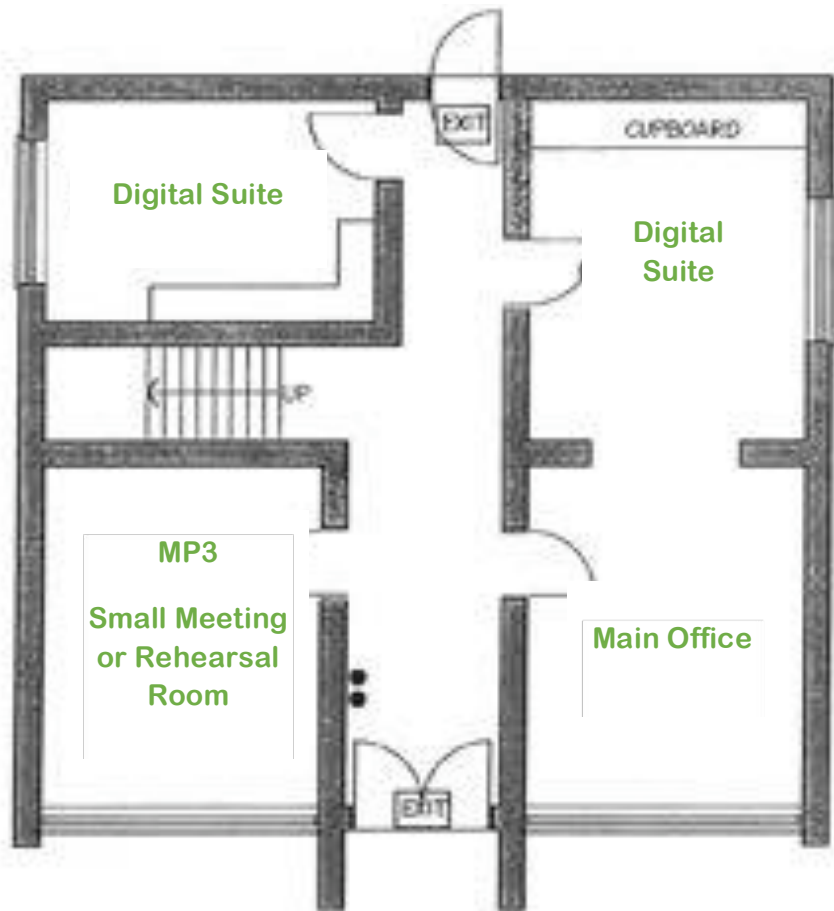 EXIT
CUPBOARD
Digital Suite
Digital
Suite
UP
MP3
Small Meeting
or Rehearsal
Room
Main Office
EXIT